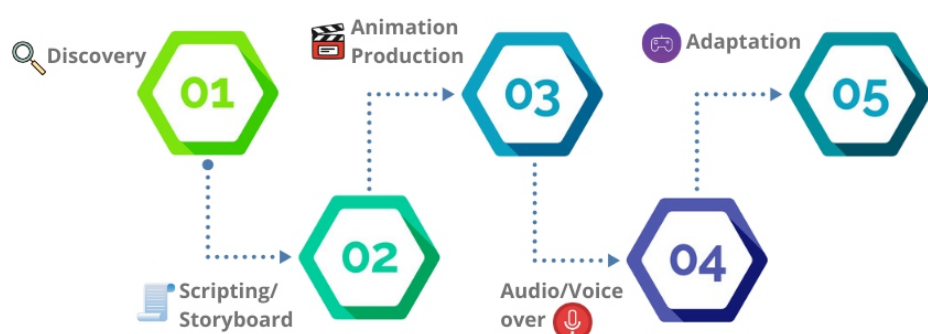 Discovery
01
Scripting/
Storyboard
02
Animation
Production
03
Audio/Voice
over
04
Adaptation
05